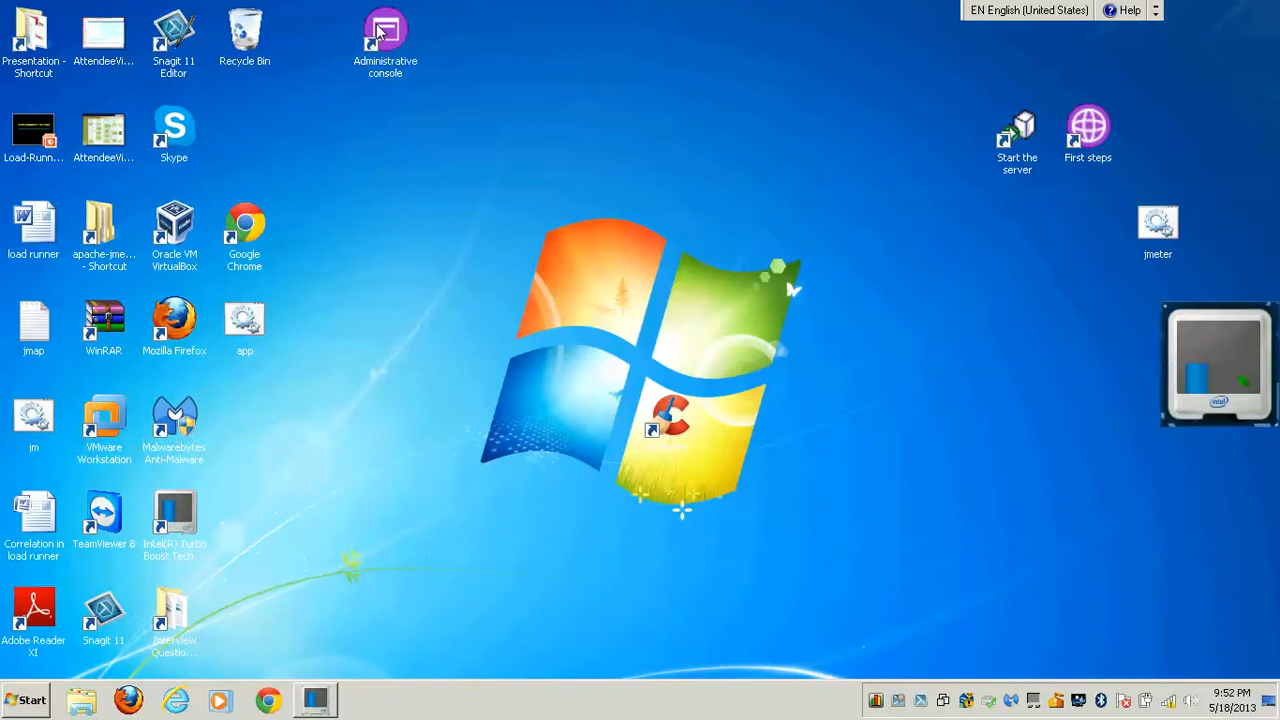 EN English (United States) Help
Presentation -
Shortcut
AttendeeVi...
Snagit 11
Editor
Recycle Bin
Administrative
console
Load-Runn...
AttendeeVi...
Skype
Start the
server
First steps
load runner
apache-jme...
- Shortcut
Oracle VM
VirtualBox
Google
Chrome
jmeter
jmap
WinRAR
Mozilla Firefox
app
intel
jm
VMware
Workstation
Malwarebytes
Anti-Malware
Correlation in
load runner
TeamViewer 8
Intel(R) Turbo
Boost Tech
Adobe Reader
XI
Snagit 11
Interview
Questio...
Start
9:52 PM
5/18/2013